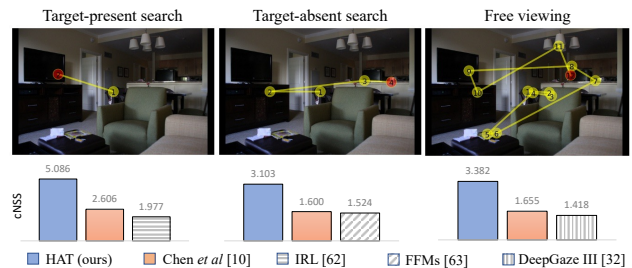 Target-present search
Target-absent search
Free viewing
cNSS
5.086
2.606
1.977
3.103
1.600
1.524
3.382
1.655
1.418
HAT (ours)
Chen et al [10]
IRL [62]
FFMs [63]
DeepGaze III [32]